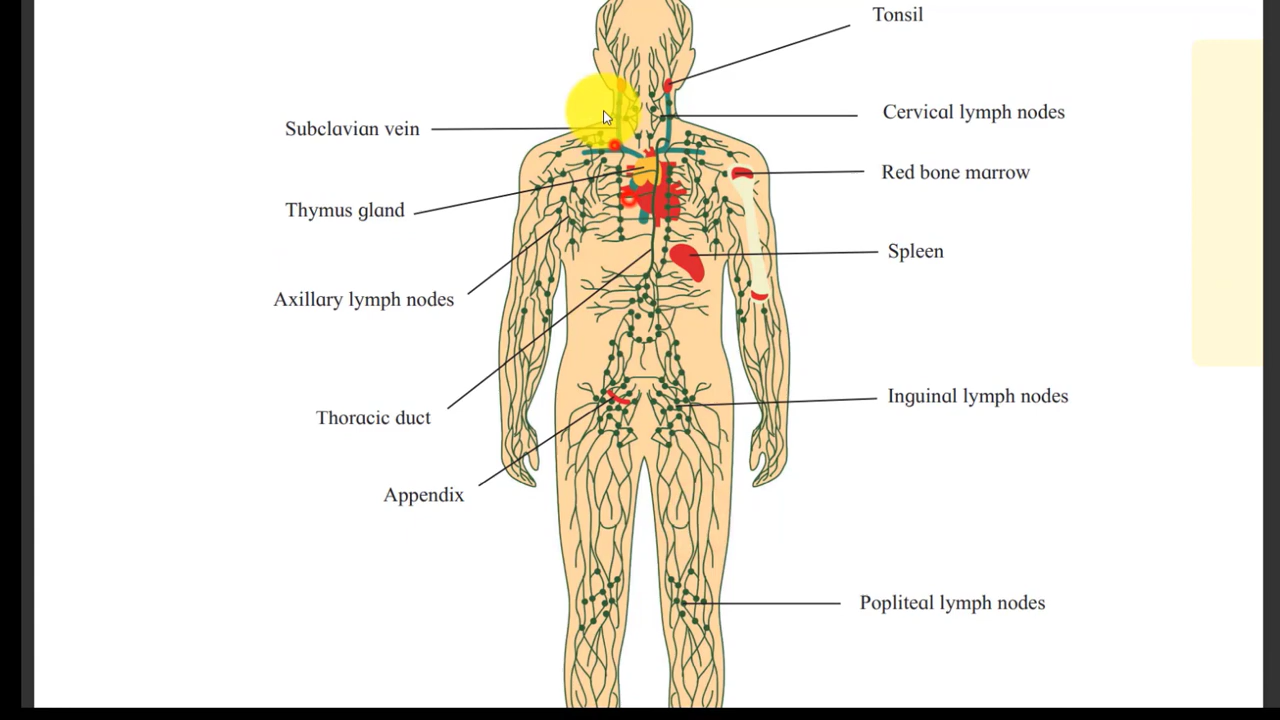 Tonsil
Cervical lymph nodes
Subclavian vein
Red bone marrow
Thymus gland
Spleen
Axillary lymph nodes
Inguinal lymph nodes
Thoracic duct
Appendix
Popliteal lymph nodes